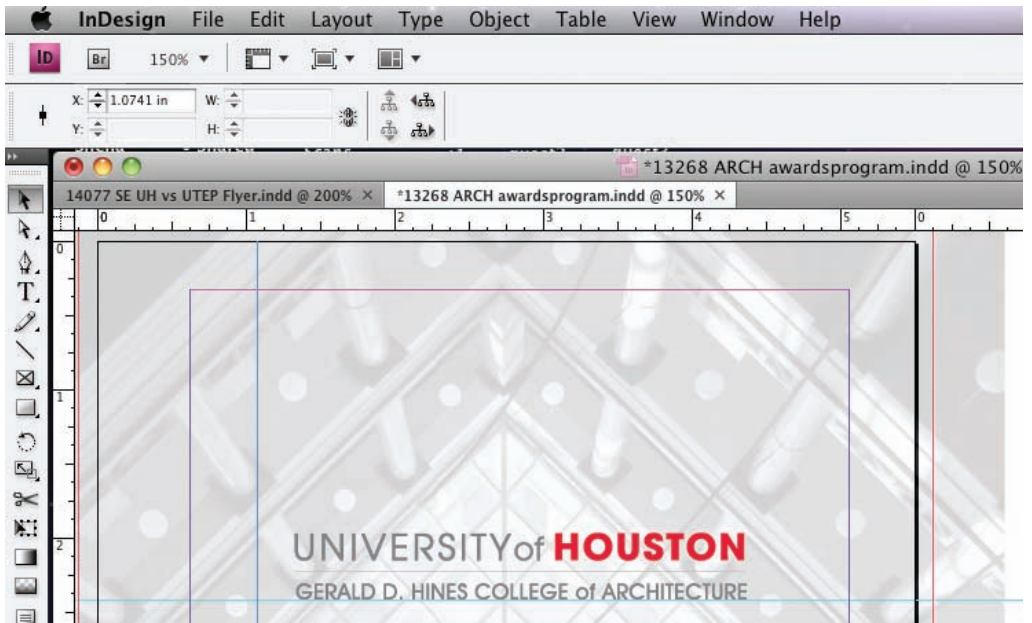 InDesign File Edit Layout Type Object Table View Window Help
ID Br 150%
X: 1.0741 in W:
Y: H:
*13268 ARCH awardsprogram.indd @ 150%
14077 SE UH vs UTEP Flyer.indd @ 200% × *13268 ARCH awardsprogram.indd @ 150% ×
0 1 2 3 4 5 0
0
T
1
2
UNIVERSITYof HOUSTON
GERALD D. HINES COLLEGE of ARCHITECTURE